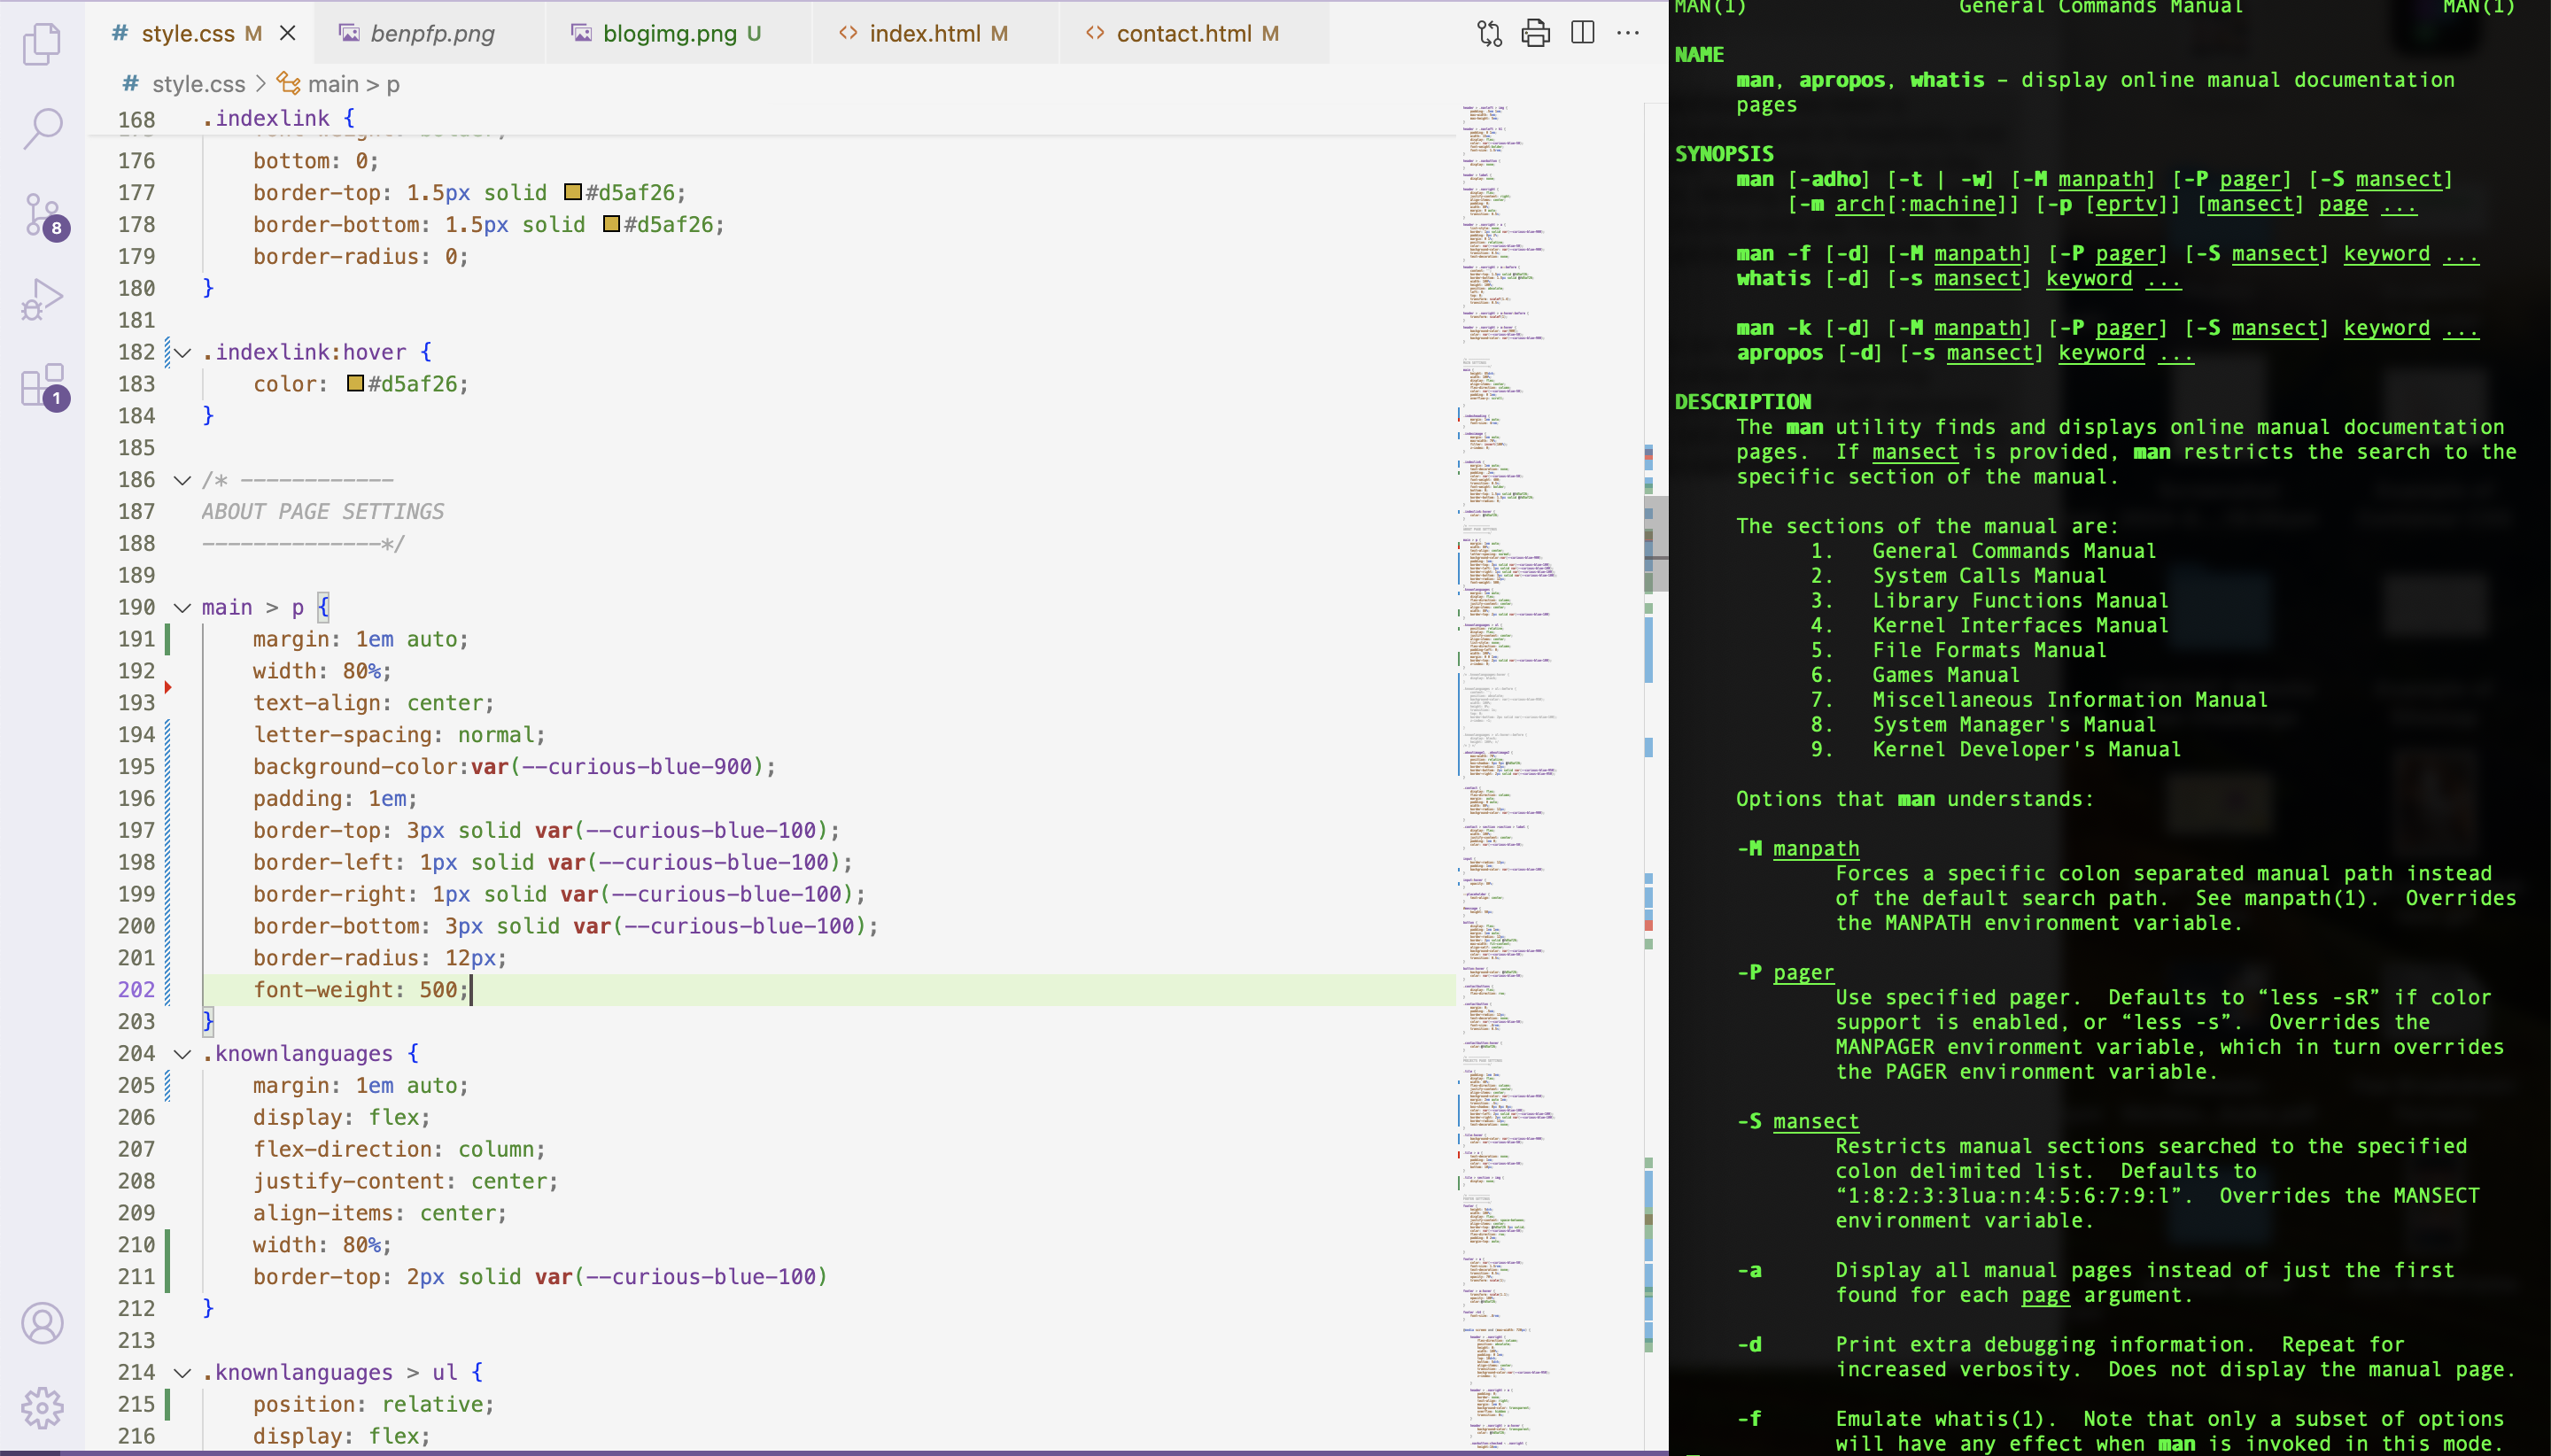 # style.css M
benpfp.png
blogimg.png U
<> index.html M
<> contact.html M
# style.css > main > p
8
1
168 .indexlink {
176 bottom: 0;
177 border-top: 1.5px solid #d5af26;
178 border-bottom: 1.5px solid #d5af26;
179 border-radius: 0;
180 }
181
182 .indexlink:hover {
183 color: #d5af26;
184 }
185
186 /* ------------
187 ABOUT PAGE SETTINGS
188 --------------*/
189
190 main > p {
191 margin: 1em auto;
192 width: 80%;
193 text-align: center;
194 letter-spacing: normal;
195 background-color:var(--curious-blue-900);
196 padding: 1em;
197 border-top: 3px solid var(--curious-blue-100);
198 border-left: 1px solid var(--curious-blue-100);
199 border-right: 1px solid var(--curious-blue-100);
200 border-bottom: 3px solid var(--curious-blue-100);
201 border-radius: 12px;
202 font-weight: 500;
203 }
204 .knownlanguages {
205 margin: 1em auto;
206 display: flex;
207 flex-direction: column;
208 justify-content: center;
209 align-items: center;
210 width: 80%;
211 border-top: 2px solid var(--curious-blue-100)
212 }
213
214 .knownlanguages > ul {
215 position: relative;
216 display: flex;
MAN(1) General Commands Manual MAN(1)
NAME
man, apropos, whatis – display online manual documentation
pages
SYNOPSIS
man [-adho] [-t | -w] [-M manpath] [-P pager] [-S mansect]
[-m arch[:machine]] [-p [eprtv]] [mansect] page ...
man -f [-d] [-M manpath] [-P pager] [-S mansect] keyword ...
whatis [-d] [-s mansect] keyword ...
man -k [-d] [-M manpath] [-P pager] [-S mansect] keyword ...
apropos [-d] [-s mansect] keyword ...
DESCRIPTION
The man utility finds and displays online manual documentation
pages. If mansect is provided, man restricts the search to the
specific section of the manual.
The sections of the manual are:
1. General Commands Manual
2. System Calls Manual
3. Library Functions Manual
4. Kernel Interfaces Manual
5. File Formats Manual
6. Games Manual
7. Miscellaneous Information Manual
8. System Manager's Manual
9. Kernel Developer's Manual
Options that man understands:
-M manpath
Forces a specific colon separated manual path instead
of the default search path. See manpath(1). Overrides
the MANPATH environment variable.
-P pager
Use specified pager. Defaults to “less -sR” if color
support is enabled, or “less -s”. Overrides the
MANPAGER environment variable, which in turn overrides
the PAGER environment variable.
-S mansect
Restricts manual sections searched to the specified
colon delimited list. Defaults to
“1:8:2:3:3lua:n:4:5:6:7:9:l”. Overrides the MANSECT
environment variable.
-a Display all manual pages instead of just the first
found for each page argument.
-d Print extra debugging information. Repeat for
increased verbosity. Does not display the manual page.
-f Emulate whatis(1). Note that only a subset of options
will have any effect when man is invoked in this mode.